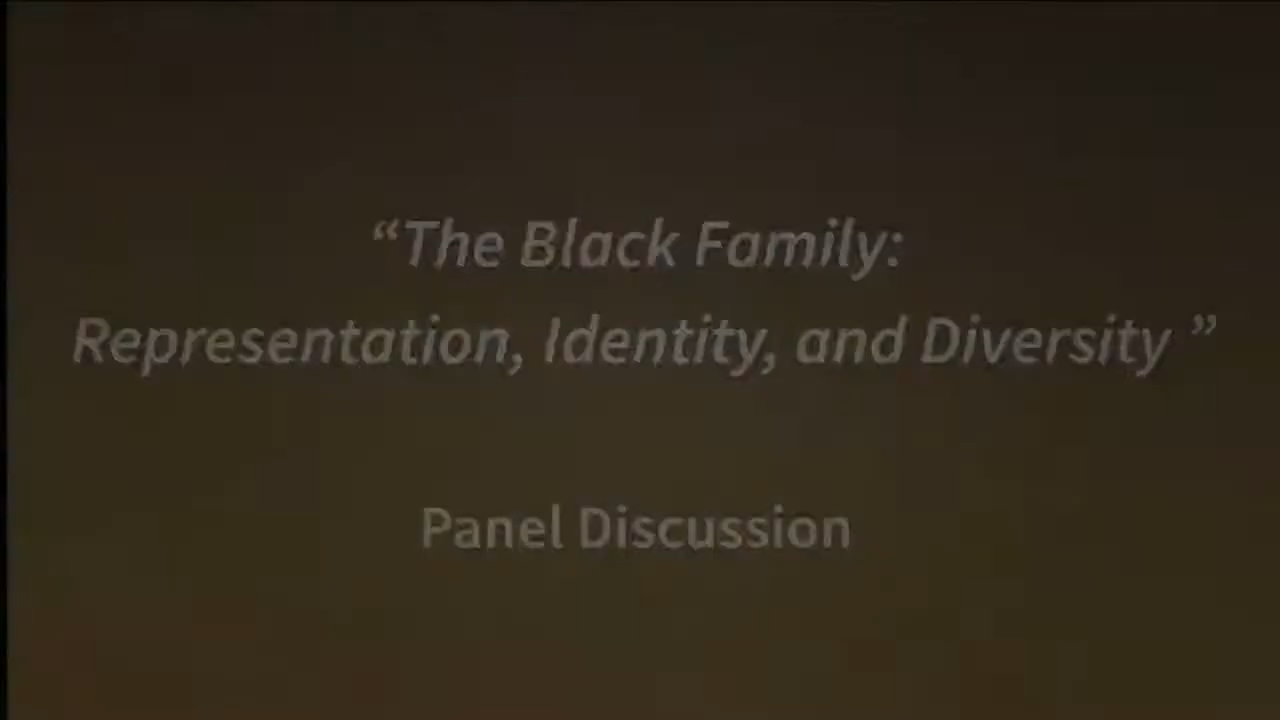 “The Black Family:
Representation, Identity, and Diversity ”
Panel Discussion